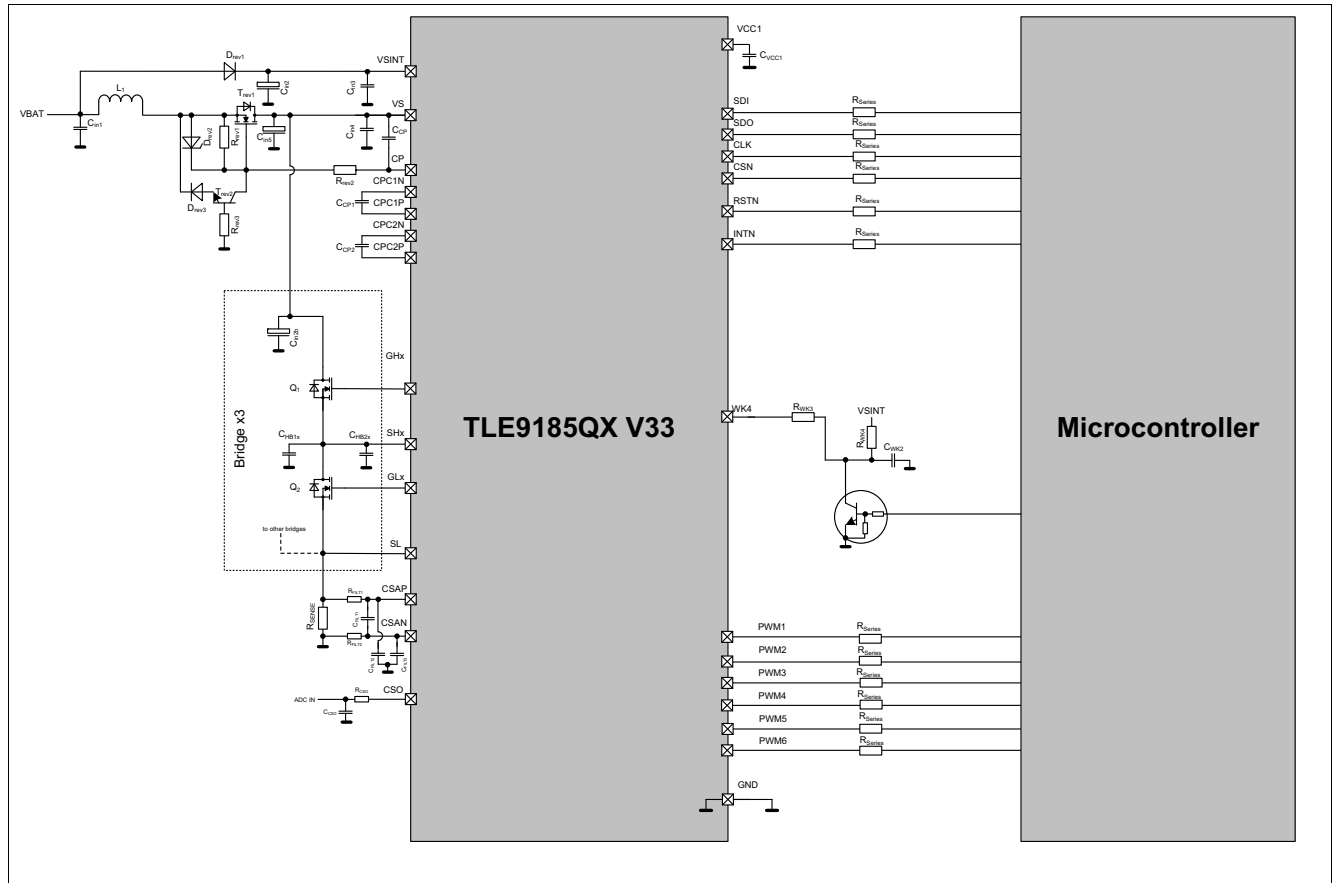 VBAT
Cin1
L1
Drev1
Cin2
Cin3
VSINT
Trev1
VS
Drev2
Rrev1
Cin5
Cin4
CCP
CP
Rrev2
Trev2
Drev3
Rrev3
CPC1N
CCP1
CPC1P
CPC2N
CCP2
CPC2P
Cin2b
Bridge x3
GHx
Q1
CHB1x
CHB2x
SHx
Q2
GLx
to other bridges
SL
RSENSE
RFILT1
CSAP
RFILT2
CSAN
ADC IN
RCSO
CSO
CCSO
TLE9185QX V33
VCC1
CVCC1
SDI
RSeries
SDO
RSeries
CLK
RSeries
CSN
RSeries
RSTN
RSeries
INTN
RSeries
WK4
RWK3
VSINT
RWK4
CWK2
PWM1
RSeries
PWM2
RSeries
PWM3
RSeries
PWM4
RSeries
PWM5
RSeries
PWM6
RSeries
GND
Microcontroller